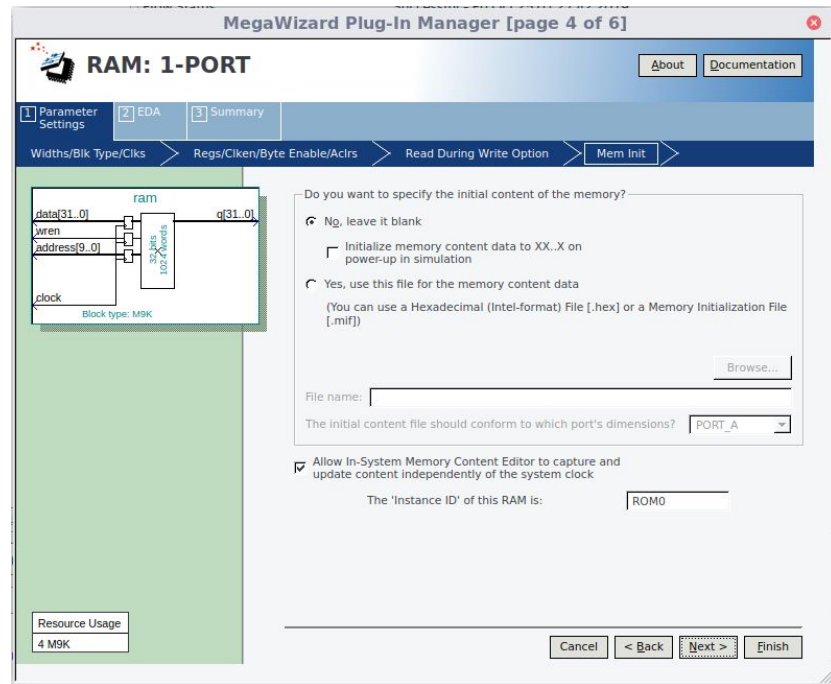 MegaWizard Plug-In Manager [page 4 of 6]
RAM: 1-PORT
About
Documentation
1 Parameter
Settings
2 EDA
3 Summary
Widths/Blk Type/Clks
Regs/Clken/Byte Enable/Aclrs
Read During Write Option
Mem Init
ram
data[31..0]
q[31..0]
wren
address[9..0]
32 bits
1024 words
clock
Block type: M9K
Do you want to specify the initial content of the memory?
No, leave it blank
Initialize memory content data to XX..X on
power-up in simulation
Yes, use this file for the memory content data
(You can use a Hexadecimal (Intel-format) File [.hex] or a Memory Initialization File
[.mif])
Browse...
File name:
The initial content file should conform to which port's dimensions?
PORT_A
Allow In-System Memory Content Editor to capture and
update content independently of the system clock
The 'Instance ID' of this RAM is:
ROM0
Resource Usage
4 M9K
Cancel
< Back
Next >
Finish